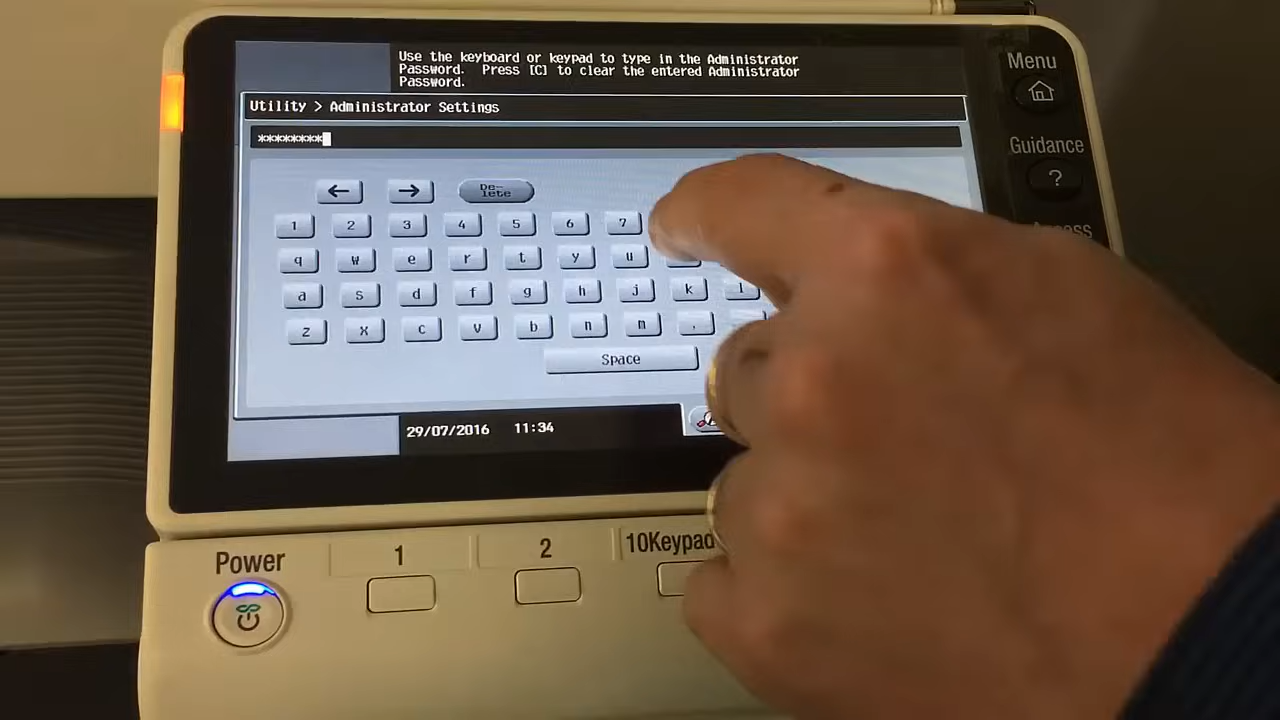 Use the keyboard or keypad to type in the Administrator
Password. Press [C] to clear the entered Administrator
Password.
Menu
Utility > Administrator Settings
********
Guidance
?
De-
lete
1 2 3 4 5 6 7
Access
q w e r t y u
a s d f g h j k l
z x c v b n m .
Space
29/07/2016 11:34
Power
1
2
10Keypad